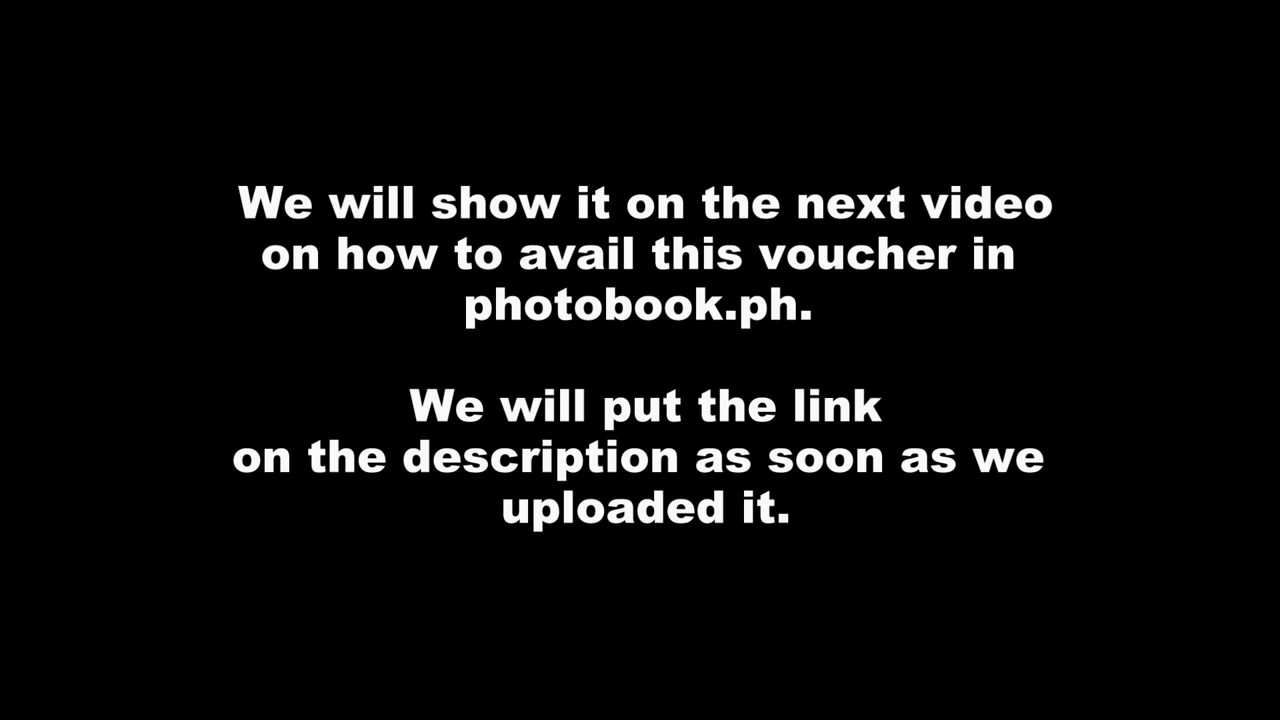 We will show it on the next video
on how to avail this voucher in
photobook.ph.
We will put the link
on the description as soon as we
uploaded it.